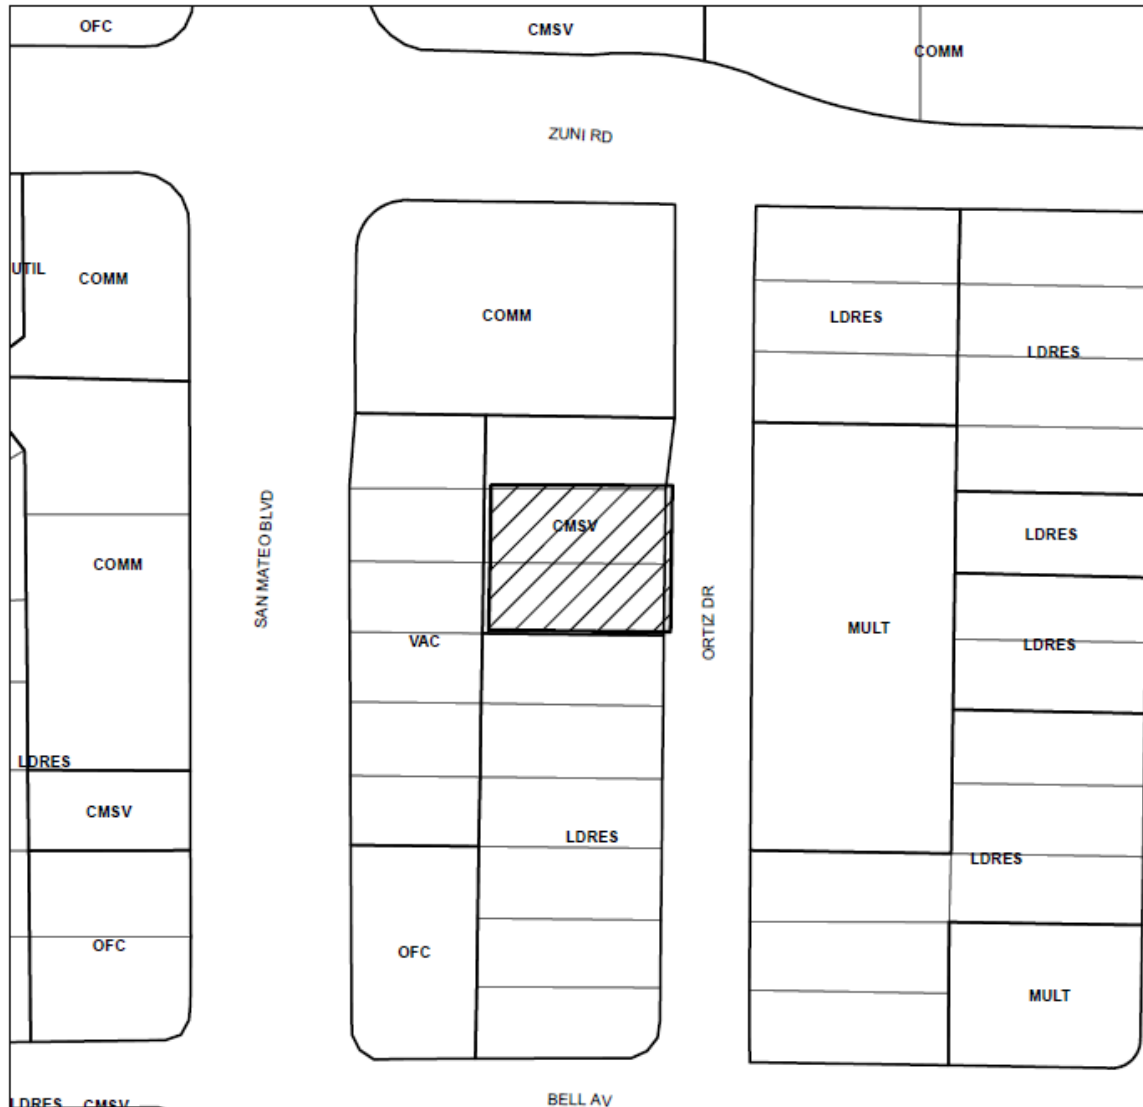 OFC
CMSV
COMM
ZUNI RD
UTIL
COMM
COMM
LDRES
LDRES
SAN MATEO BLVD
CMSV
LDRES
COMM
ORTIZ DR
VAC
MULT
LDRES
LDRES
CMSV
LDRES
LDRES
OFC
OFC
MULT
BELL AV
LDRES
CMSV